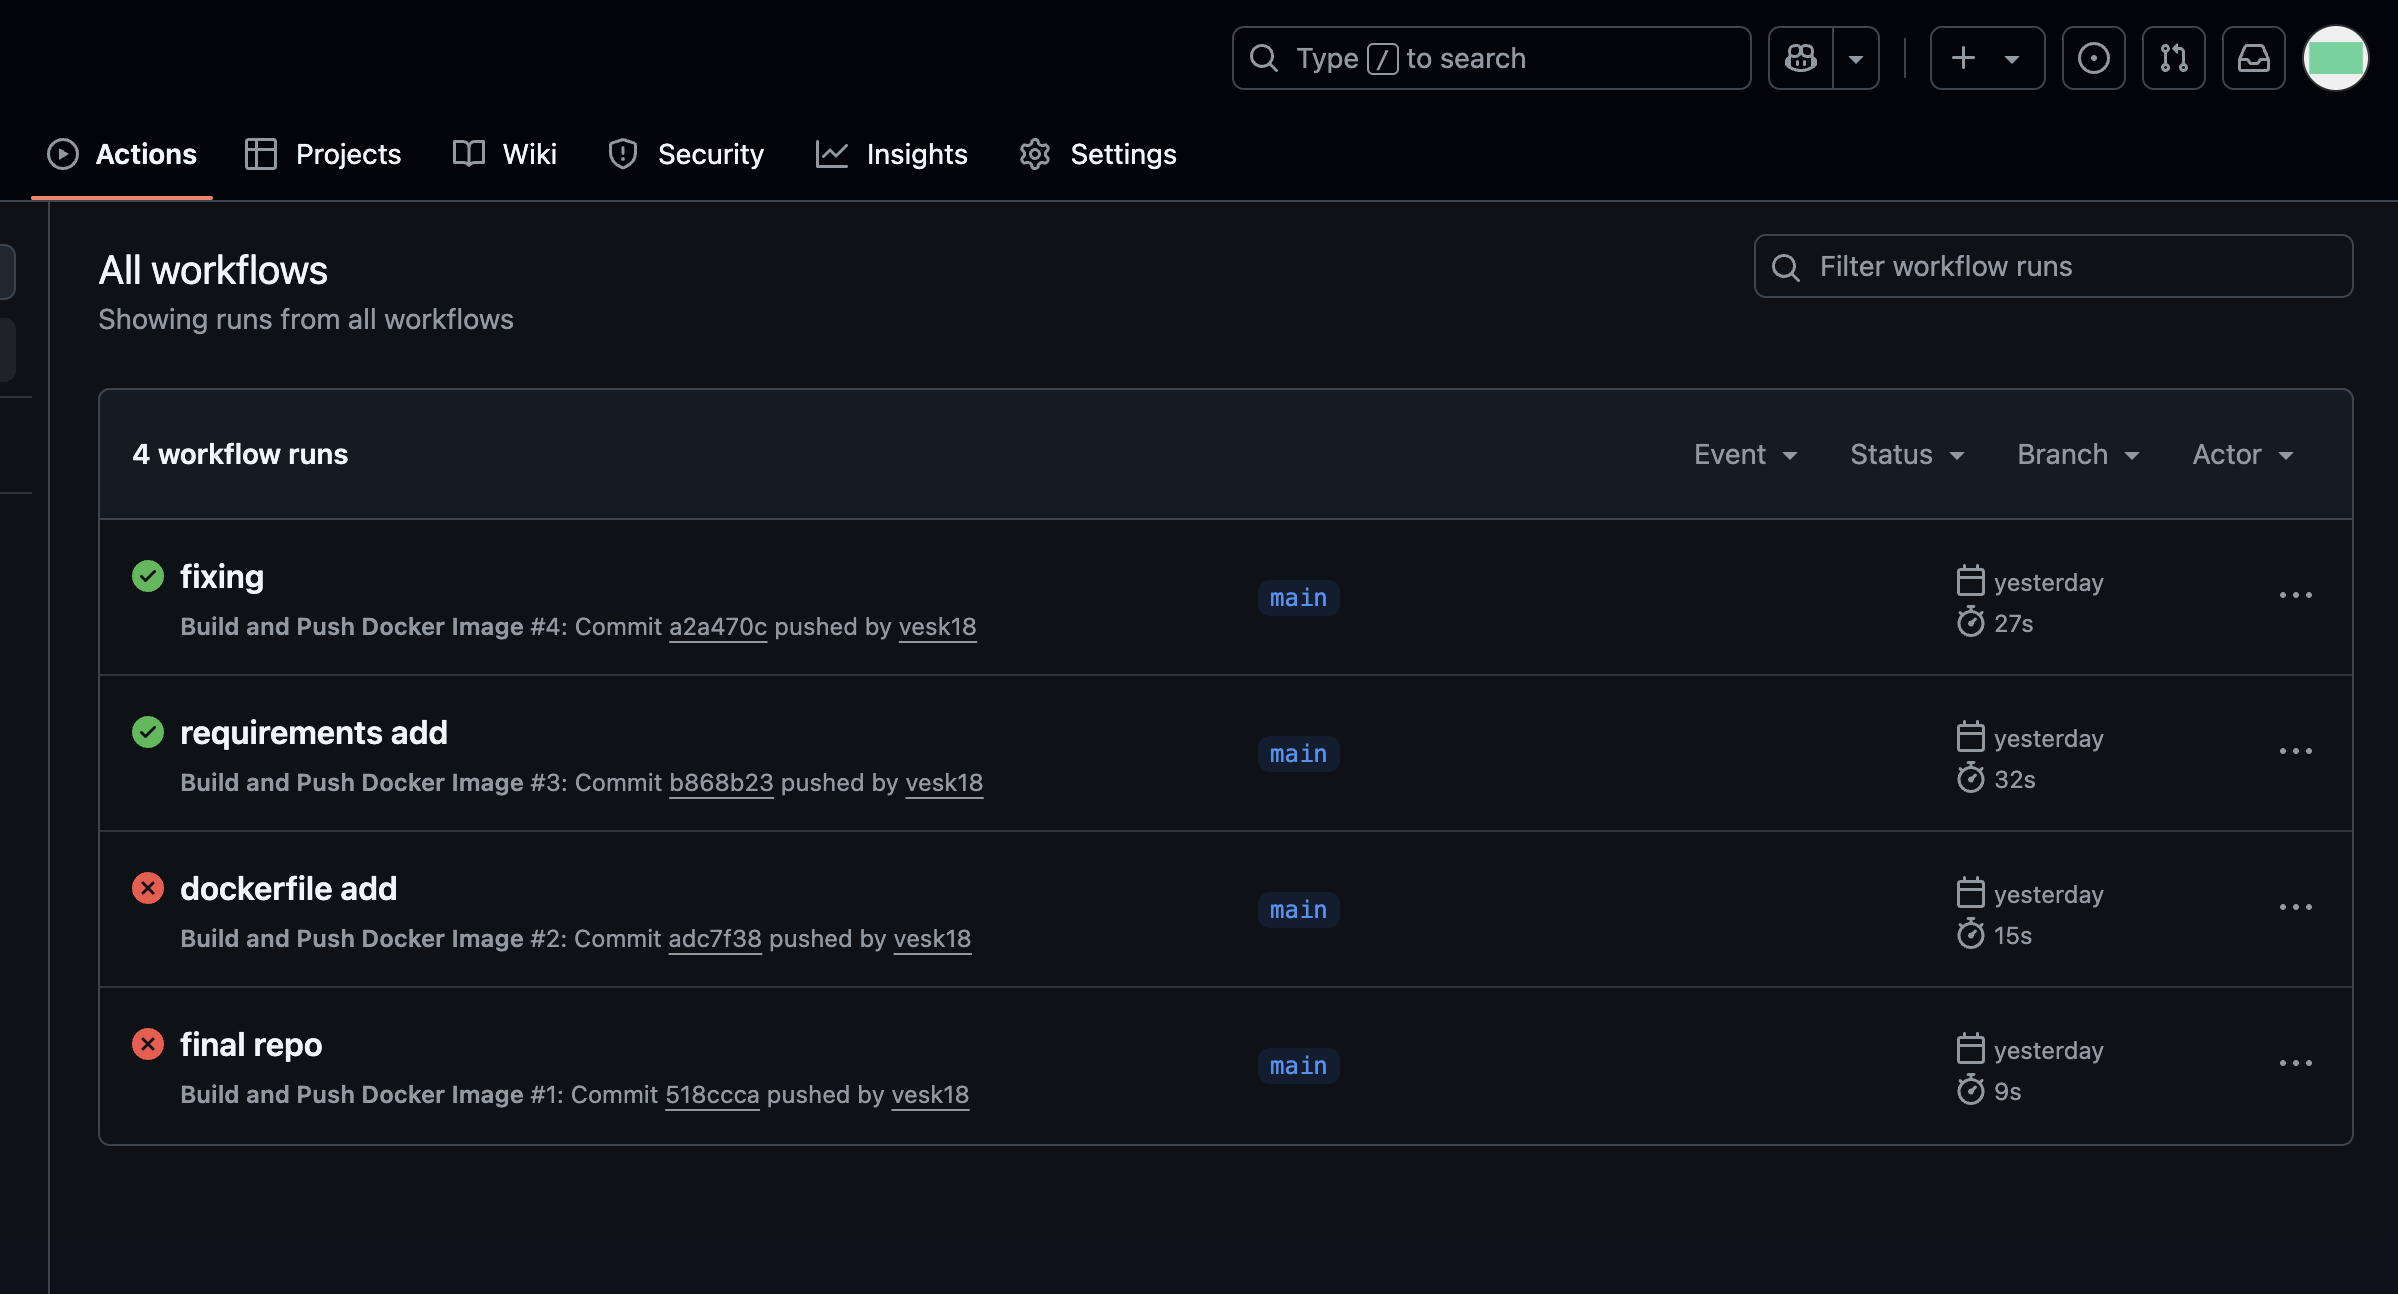 Type / to search
Actions Projects Wiki Security Insights Settings
All workflows
Filter workflow runs
Showing runs from all workflows
4 workflow runs
Event Status Branch Actor
fixing
Build and Push Docker Image #4: Commit a2a470c pushed by vesk18
main
yesterday
27s
requirements add
Build and Push Docker Image #3: Commit b868b23 pushed by vesk18
main
yesterday
32s
dockerfile add
Build and Push Docker Image #2: Commit adc7f38 pushed by vesk18
main
yesterday
15s
final repo
Build and Push Docker Image #1: Commit 518ccca pushed by vesk18
main
yesterday
9s